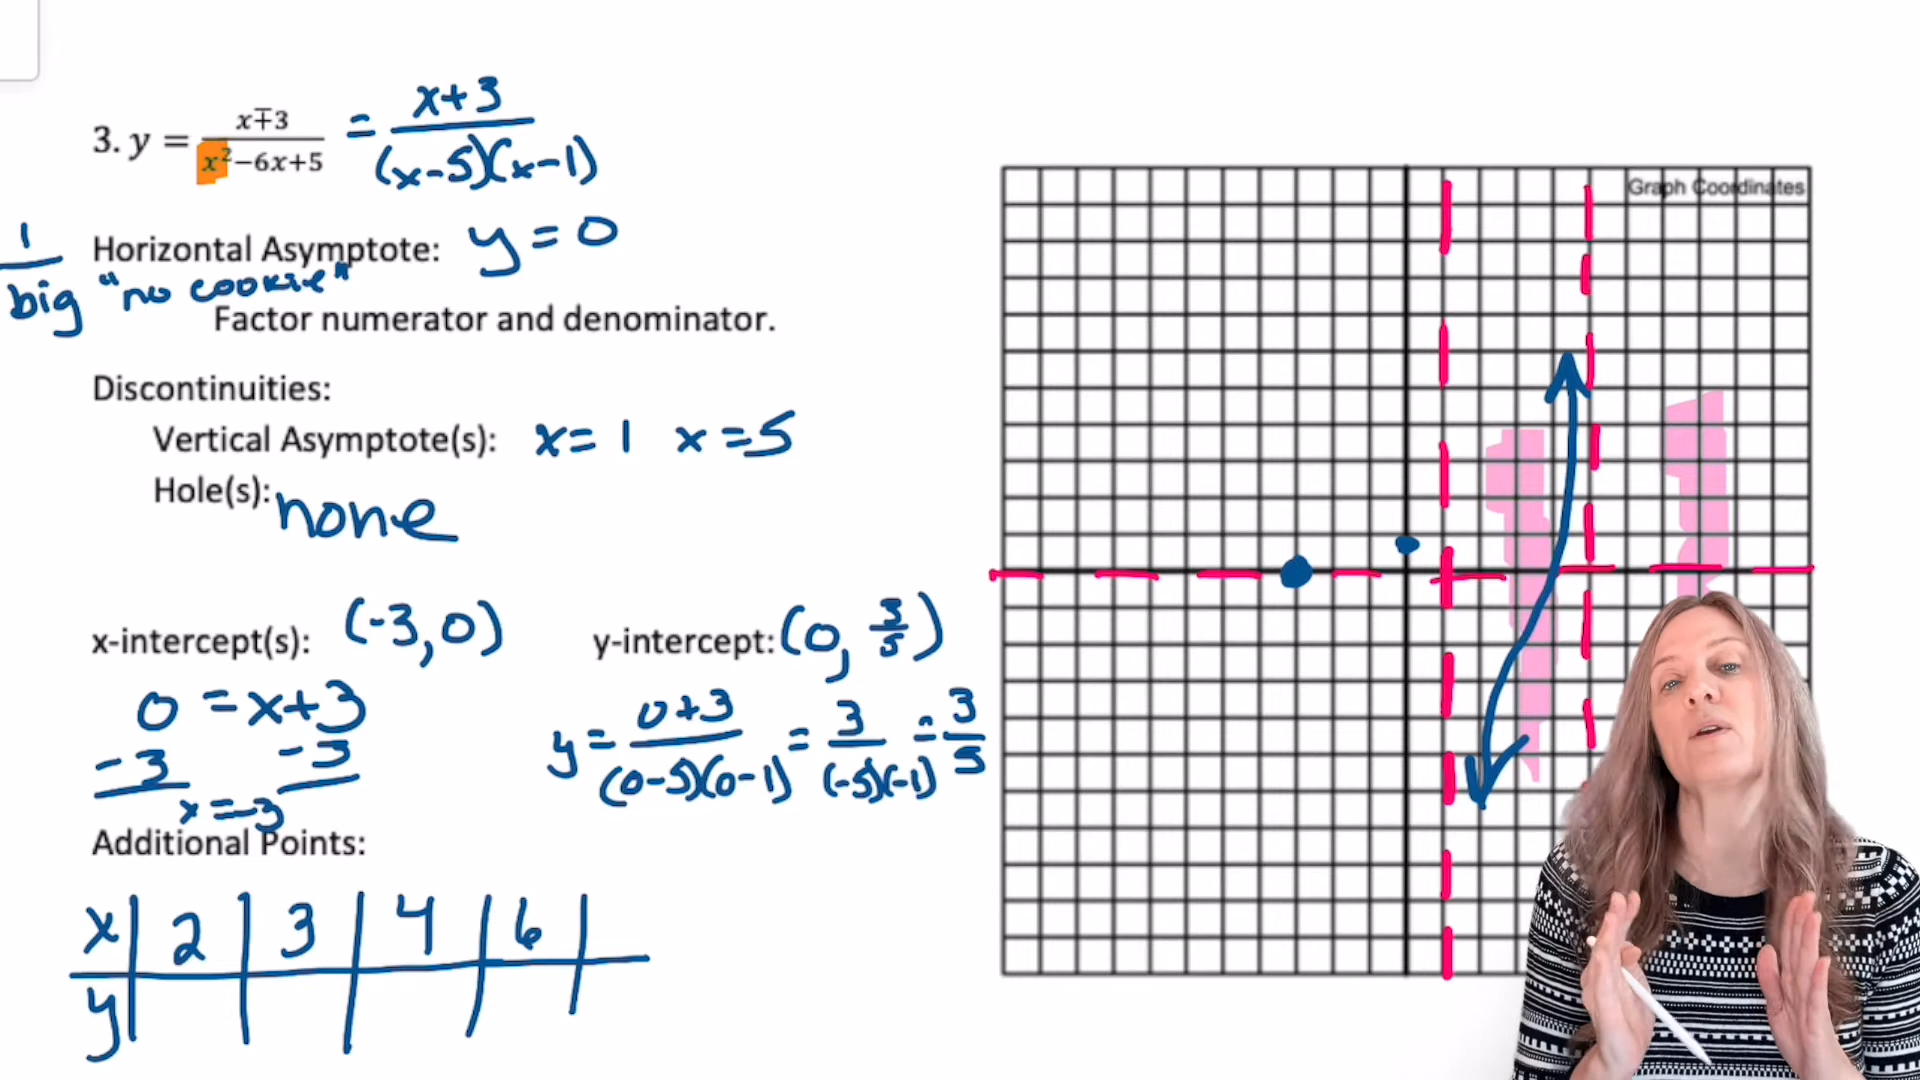 3. y = x∓3 / x²−6x+5 = x+3 / (x−5)(x−1)
Graph Coordinates
1/big
Horizontal Asymptote: y = 0
"no cookie"
Factor numerator and denominator.
Discontinuities:
Vertical Asymptote(s): x = 1 x = 5
Hole(s): none
x-intercept(s): (-3,0)
0 = x+3
-3 -3
x = -3
y-intercept: (0, 3/5)
y = 0+3 / (0-5)(0-1) = 3 / (-5)(-1) = 3/5
Additional Points:
x 2 3 4 6
y